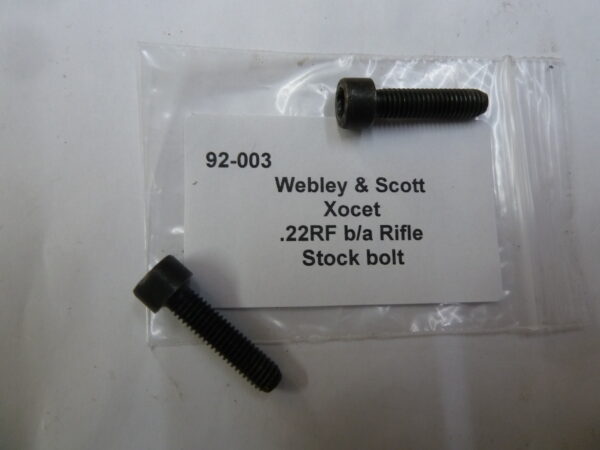 92-003
Webley & Scott
Xocet
.22RF b/a Rifle
Stock bolt